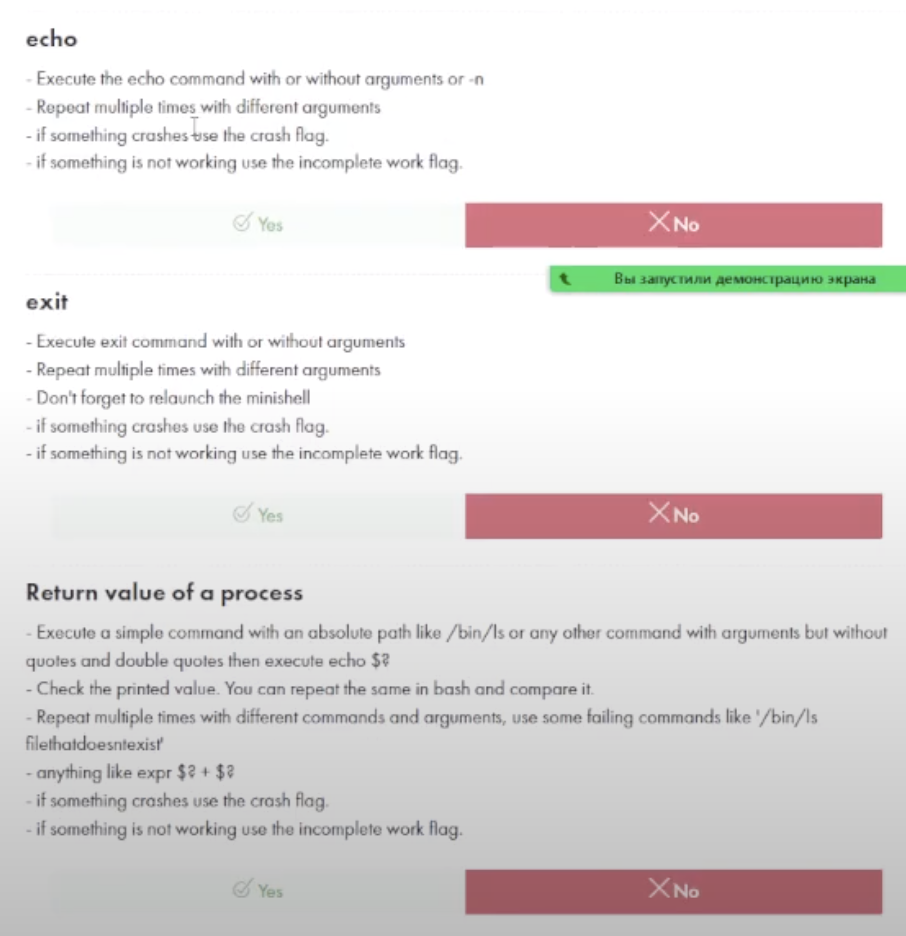 echo
- Execute the echo command with or without arguments or -n
- Repeat multiple times with different arguments
- if something crashes use the crash flag.
- if something is not working use the incomplete work flag.
Yes
No
Вы запустили демонстрацию экрана
exit
- Execute exit command with or without arguments
- Repeat multiple times with different arguments
- Don't forget to relaunch the minishell
- if something crashes use the crash flag.
- if something is not working use the incomplete work flag.
Yes
No
Return value of a process
- Execute a simple command with an absolute path like /bin/ls or any other command with arguments but without
quotes and double quotes then execute echo $?
- Check the printed value. You can repeat the same in bash and compare it.
- Repeat multiple times with different commands and arguments, use some failing commands like '/bin/ls
filethatdoesntexist'
- anything like expr $? + $?
- if something crashes use the crash flag.
- if something is not working use the incomplete work flag.
Yes
No